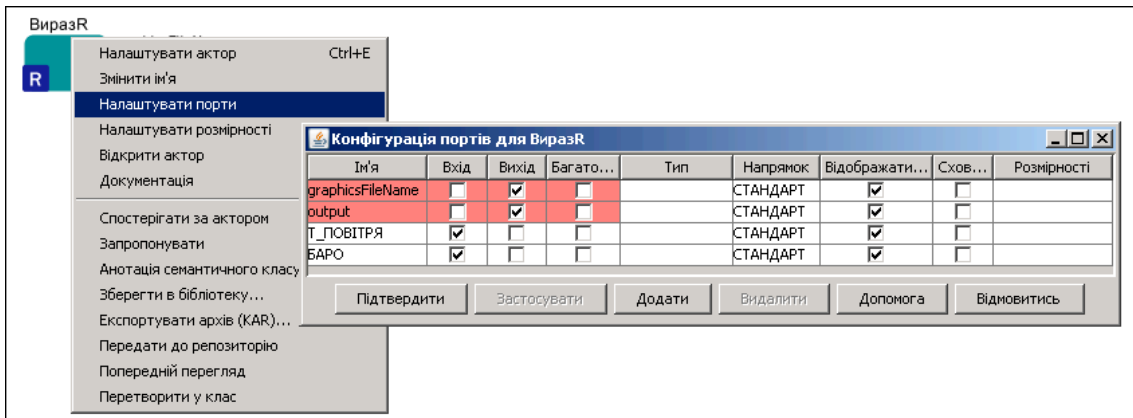 ВиразR
R
Налаштувати актор Ctrl+E
Змінити ім'я
Налаштувати порти
Налаштувати розмірності
Відкрити актор
Документація
Спостерігати за актором
Запропонувати
Анотація семантичного класу
Зберегти в бібліотеку...
Експортувати архів (KAR)...
Передати до репозиторію
Попередній перегляд
Перетворити у клас
Конфігурація портів для ВиразR
Ім'я Вхід Вихід Багато... Тип Напрямок Відображати... Схов... Розмірності
graphicsFileName СТАНДАРТ
output СТАНДАРТ
Т_ПОВІТРЯ СТАНДАРТ
БАРО СТАНДАРТ
Підтвердити Застосувати Додати Видалити Допомога Відмовитись